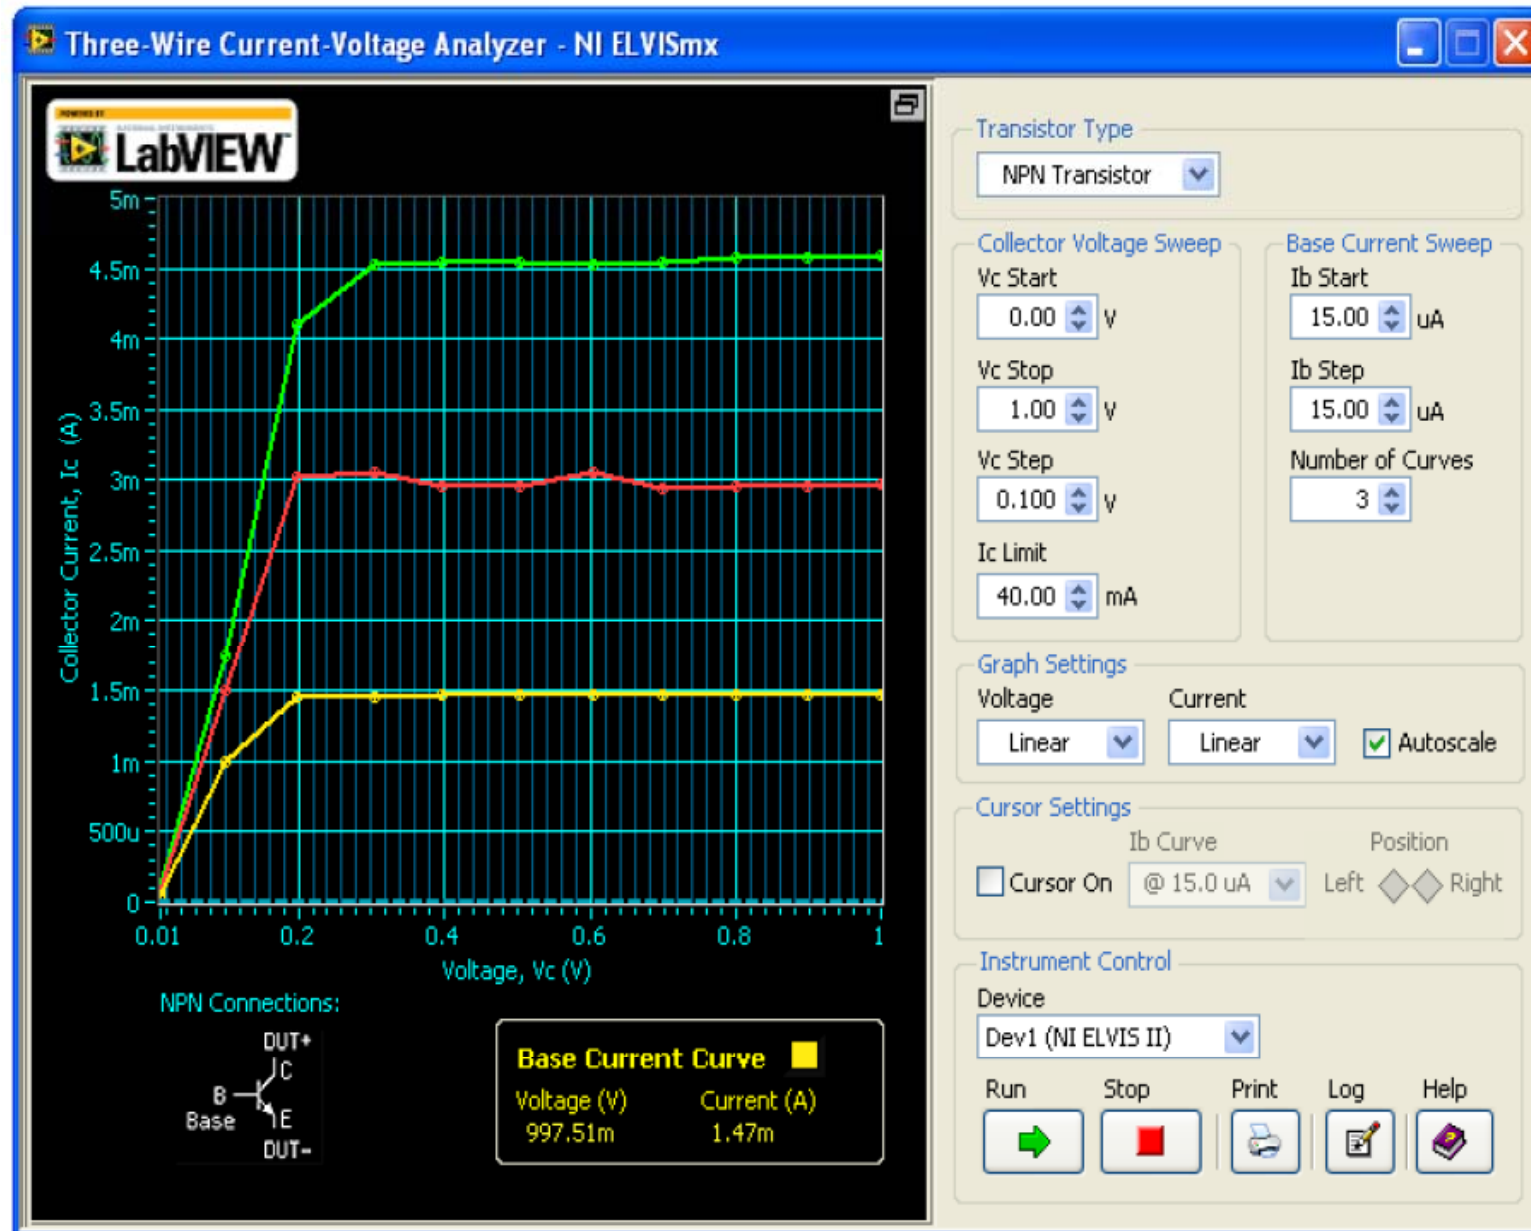 Three-Wire Current-Voltage Analyzer - NI ELVISmx
POWERED BY
NATIONAL INSTRUMENTS
LabVIEW
5m
4.5m
4m
3.5m
3m
2.5m
2m
1.5m
1m
500u
0
Collector Current, Ic (A)
0.01 0.2 0.4 0.6 0.8 1
Voltage, Vc (V)
NPN Connections:
DUT+
C
B
Base
E
DUT-
Base Current Curve
Voltage (V) Current (A)
997.51m 1.47m
Transistor Type
NPN Transistor
Collector Voltage Sweep
Vc Start
0.00 V
Vc Stop
1.00 V
Vc Step
0.100 V
Ic Limit
40.00 mA
Base Current Sweep
Ib Start
15.00 uA
Ib Step
15.00 uA
Number of Curves
3
Graph Settings
Voltage Current
Linear Linear Autoscale
Cursor Settings
Ib Curve Position
Cursor On @ 15.0 uA Left Right
Instrument Control
Device
Dev1 (NI ELVIS II)
Run Stop Print Log Help